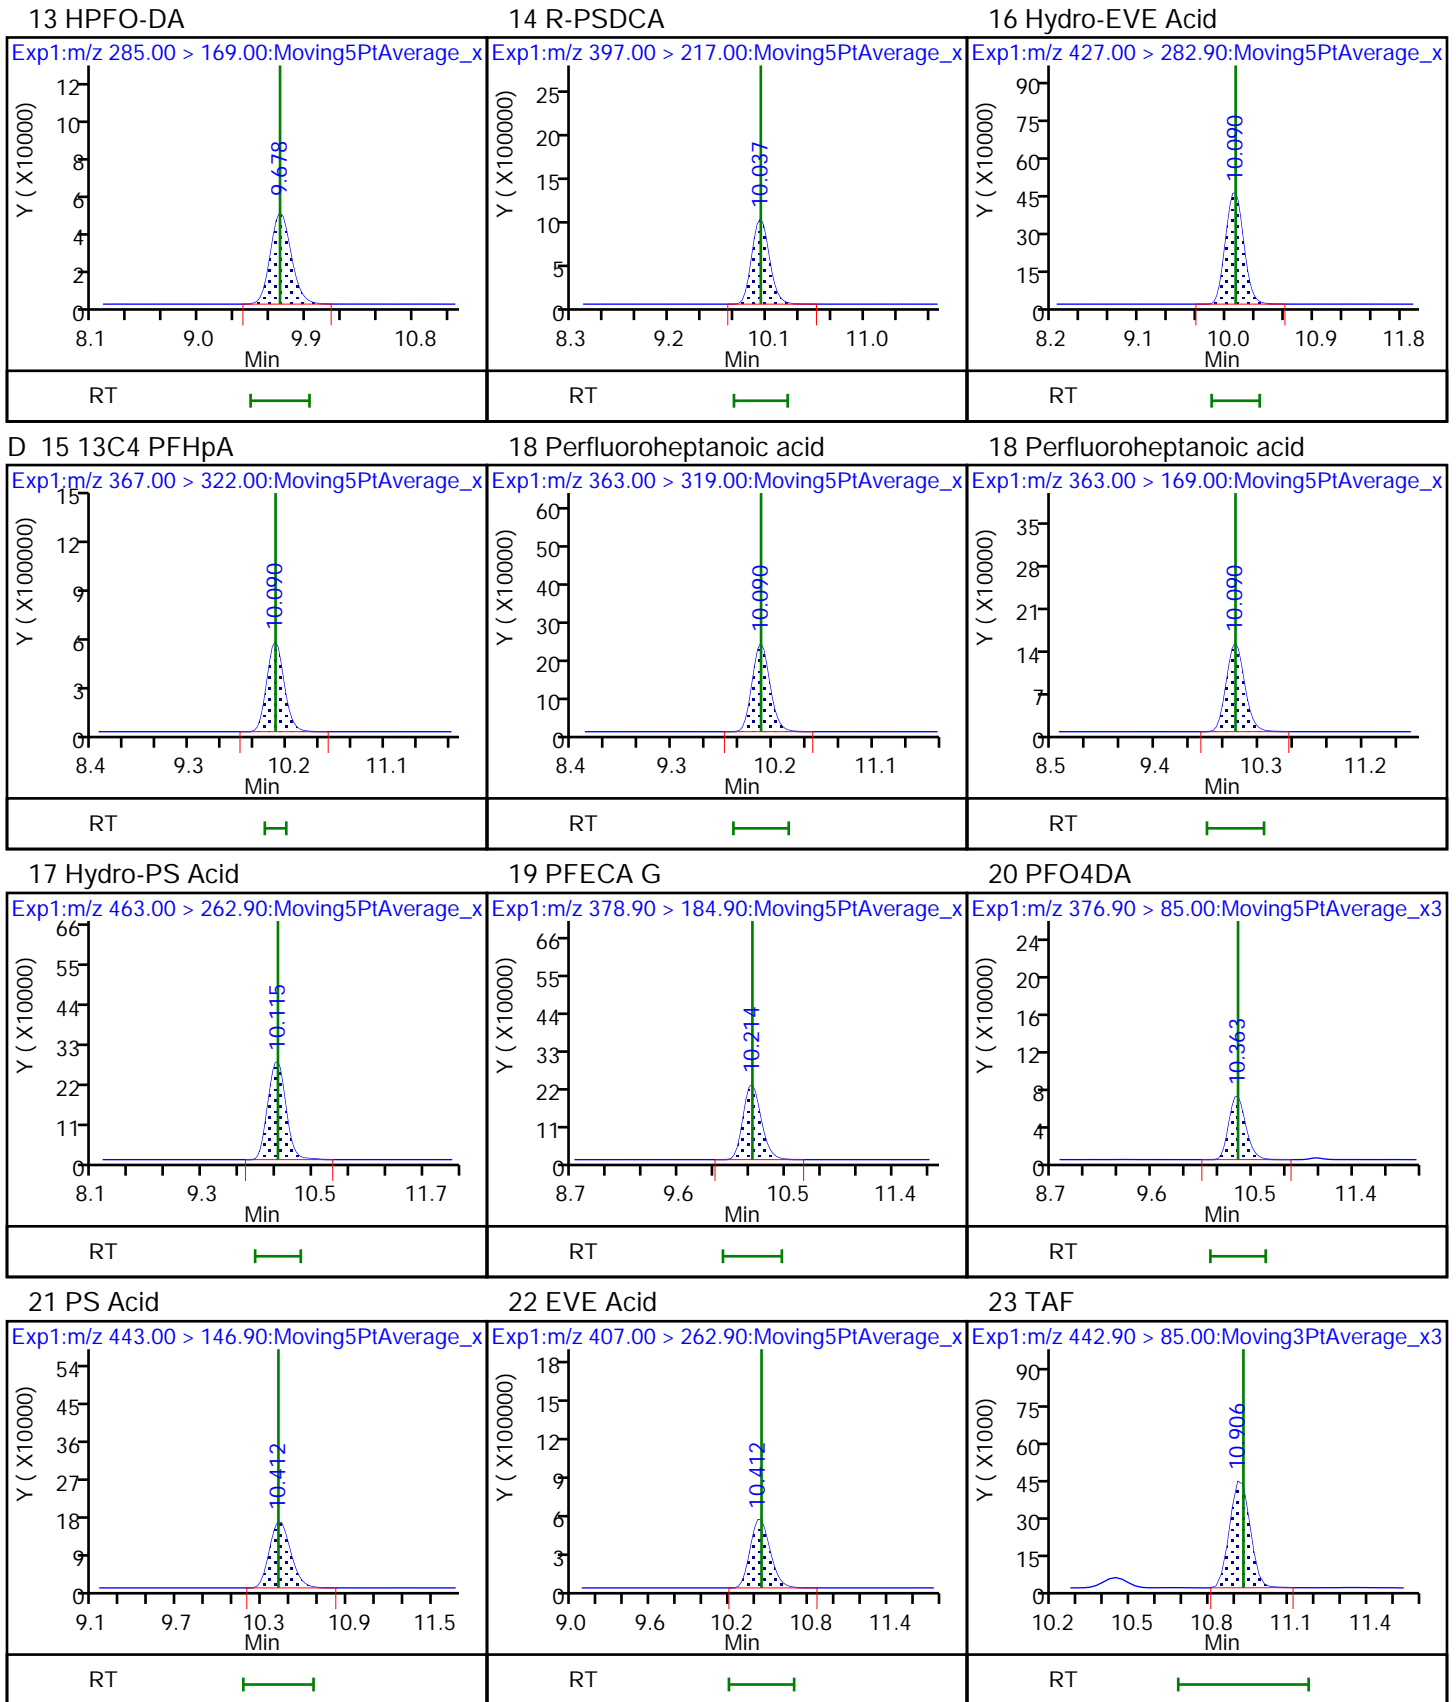 13 HPFO-DA
Exp1:m/z 285.00 > 169.00:Moving5PtAverage_x
Y ( X10000)
12
10
8
6
4
2
0
9.678
8.1 9.0 9.9 10.8
Min
RT
14 R-PSDCA
Exp1:m/z 397.00 > 217.00:Moving5PtAverage_x
Y ( X100000)
25
20
15
10
5
0
10.037
8.3 9.2 10.1 11.0
Min
RT
16 Hydro-EVE Acid
Exp1:m/z 427.00 > 282.90:Moving5PtAverage_x
Y ( X10000)
90
75
60
45
30
15
0
10.090
8.2 9.1 10.0 10.9 11.8
Min
RT
D 15 13C4 PFHpA
Exp1:m/z 367.00 > 322.00:Moving5PtAverage_x
Y ( X100000)
15
12
9
6
3
0
10.090
8.4 9.3 10.2 11.1
Min
RT
18 Perfluoroheptanoic acid
Exp1:m/z 363.00 > 319.00:Moving5PtAverage_x
Y ( X10000)
60
50
40
30
20
10
0
10.090
8.4 9.3 10.2 11.1
Min
RT
18 Perfluoroheptanoic acid
Exp1:m/z 363.00 > 169.00:Moving5PtAverage_x
Y ( X10000)
35
28
21
14
7
0
10.090
8.5 9.4 10.3 11.2
Min
RT
17 Hydro-PS Acid
Exp1:m/z 463.00 > 262.90:Moving5PtAverage_x
Y ( X10000)
66
55
44
33
22
11
0
10.115
8.1 9.3 10.5 11.7
Min
RT
19 PFECA G
Exp1:m/z 378.90 > 184.90:Moving5PtAverage_x
Y ( X10000)
66
55
44
33
22
11
0
10.214
8.7 9.6 10.5 11.4
Min
RT
20 PFO4DA
Exp1:m/z 376.90 > 85.00:Moving5PtAverage_x3
Y ( X10000)
24
20
16
12
8
4
0
10.363
8.7 9.6 10.5 11.4
Min
RT
21 PS Acid
Exp1:m/z 443.00 > 146.90:Moving5PtAverage_x
Y ( X10000)
54
45
36
27
18
9
0
10.412
9.1 9.7 10.3 10.9 11.5
Min
RT
22 EVE Acid
Exp1:m/z 407.00 > 262.90:Moving5PtAverage_x
Y ( X100000)
18
15
12
9
6
3
0
10.412
9.0 9.6 10.2 10.8 11.4
Min
RT
23 TAF
Exp1:m/z 442.90 > 85.00:Moving3PtAverage_x3
Y ( X1000)
90
75
60
45
30
15
0
10.906
10.2 10.5 10.8 11.1 11.4
Min
RT